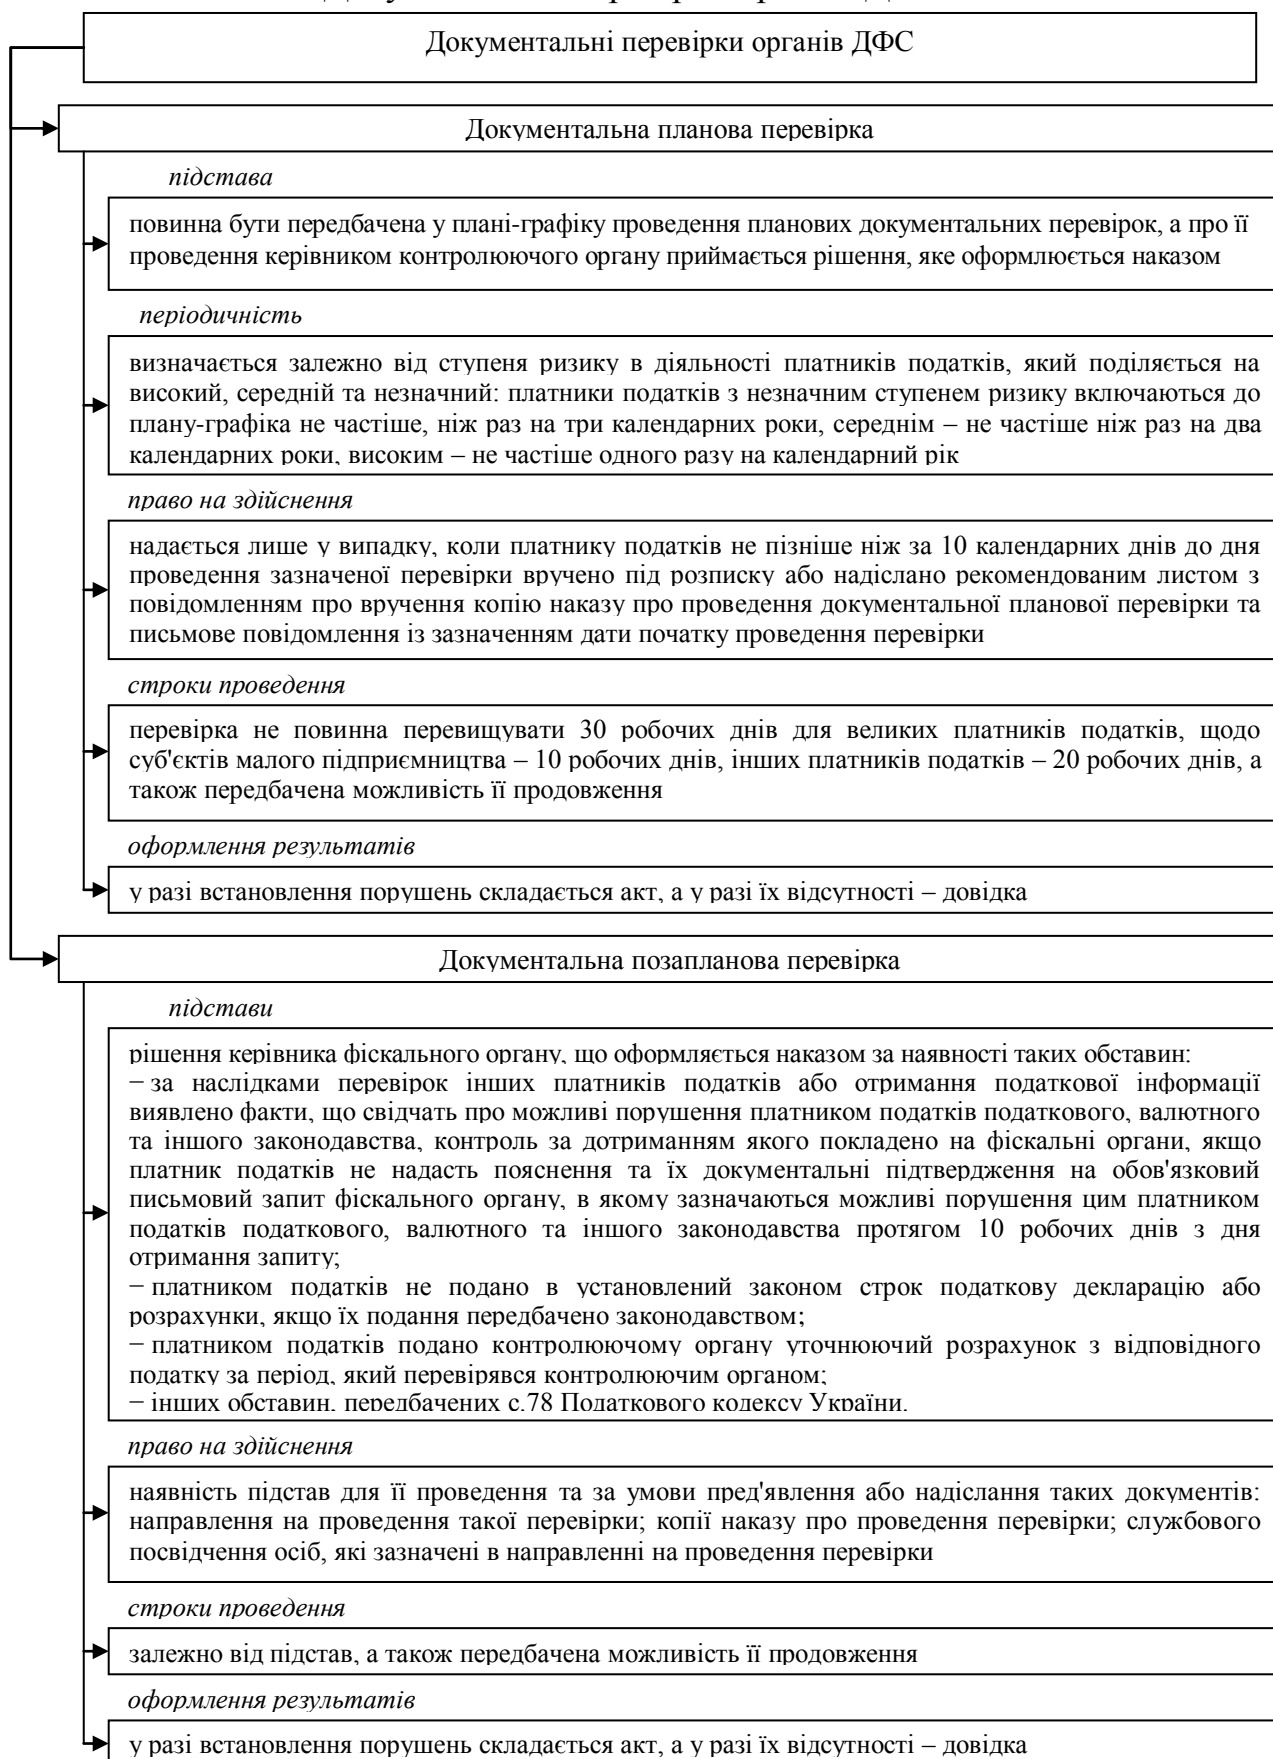 Документальні перевірки органів ДФС
Документальна планова перевірка
підстава
повинна бути передбачена у плані-графіку проведення планових документальних перевірок, а про її
проведення керівником контролюючого органу приймається рішення, яке оформлюється наказом
періодичність
визначається залежно від ступеня ризику в діяльності платників податків, який поділяється на
високий, середній та незначний: платники податків з незначним ступенем ризику включаються до
плану-графіка не частіше, ніж раз на три календарних роки, середнім – не частіше ніж раз на два
календарних роки, високим – не частіше одного разу на календарний рік
право на здійснення
надається лише у випадку, коли платнику податків не пізніше ніж за 10 календарних днів до дня
проведення зазначеної перевірки вручено під розписку або надіслано рекомендованим листом з
повідомленням про вручення копію наказу про проведення документальної планової перевірки та
письмове повідомлення із зазначенням дати початку проведення перевірки
строки проведення
перевірка не повинна перевищувати 30 робочих днів для великих платників податків, щодо
суб'єктів малого підприємництва – 10 робочих днів, інших платників податків – 20 робочих днів, а
також передбачена можливість її продовження
оформлення результатів
у разі встановлення порушень складається акт, а у разі їх відсутності – довідка
Документальна позапланова перевірка
підстави
рішення керівника фіскального органу, що оформляється наказом за наявності таких обставин:
− за наслідками перевірок інших платників податків або отримання податкової інформації
виявлено факти, що свідчать про можливі порушення платником податків податкового, валютного
та іншого законодавства, контроль за дотриманням якого покладено на фіскальні органи, якщо
платник податків не надасть пояснення та їх документальні підтвердження на обов'язковий
письмовий запит фіскального органу, в якому зазначаються можливі порушення цим платником
податків податкового, валютного та іншого законодавства протягом 10 робочих днів з дня
отримання запиту;
− платником податків не подано в установлений законом строк податкову декларацію або
розрахунки, якщо їх подання передбачено законодавством;
− платником податків подано контролюючому органу уточнюючий розрахунок з відповідного
податку за період, який перевірявся контролюючим органом;
− інших обставин, передбачених с.78 Податкового кодексу України.
право на здійснення
наявність підстав для її проведення та за умови пред'явлення або надіслання таких документів:
направлення на проведення такої перевірки; копії наказу про проведення перевірки; службового
посвідчення осіб, які зазначені в направленні на проведення перевірки
строки проведення
залежно від підстав, а також передбачена можливість її продовження
оформлення результатів
у разі встановлення порушень складається акт, а у разі їх відсутності – довідка